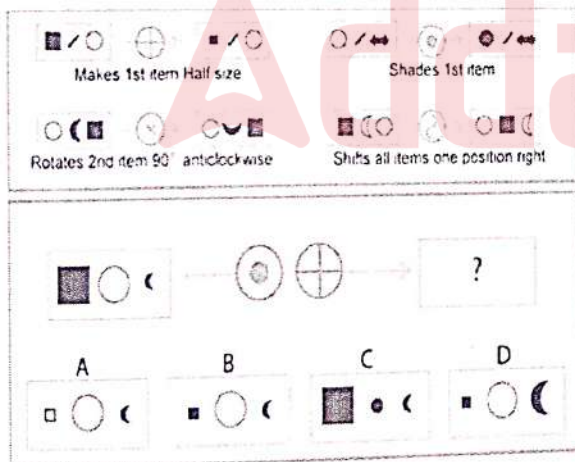 Adda
Makes 1st item Half size
Shades 1st item
Rotates 2nd item 90° anticlockwise
Shifts all items one position right
?
A B C D